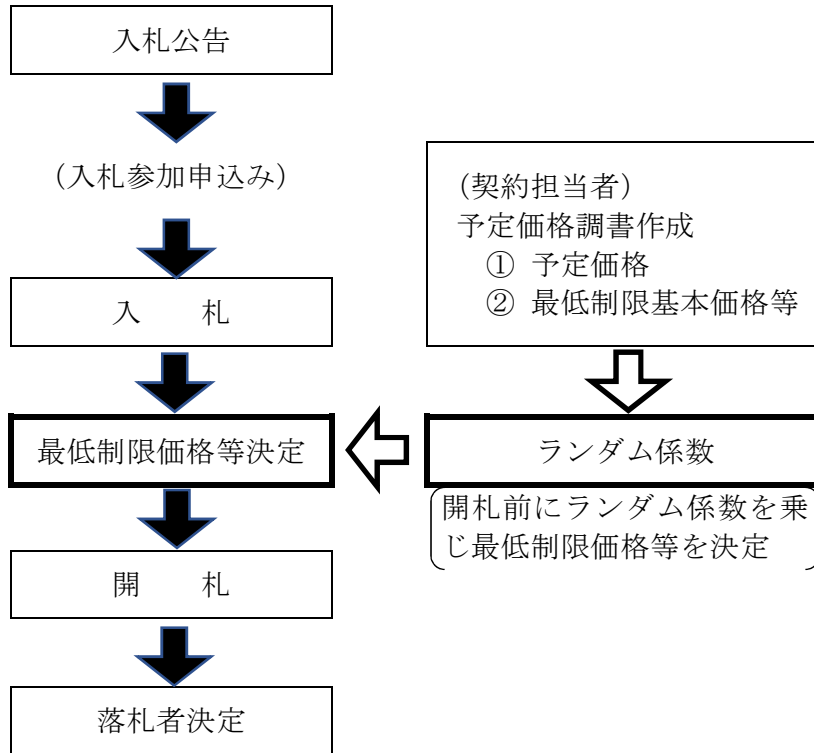 入札公告
（入札参加申込み）
入　　札
最低制限価格等決定
開　　札
落札者決定
（契約担当者）
予定価格調書作成
① 予定価格
② 最低制限基本価格等
ランダム係数
開札前にランダム係数を乗
じ最低制限価格等を決定